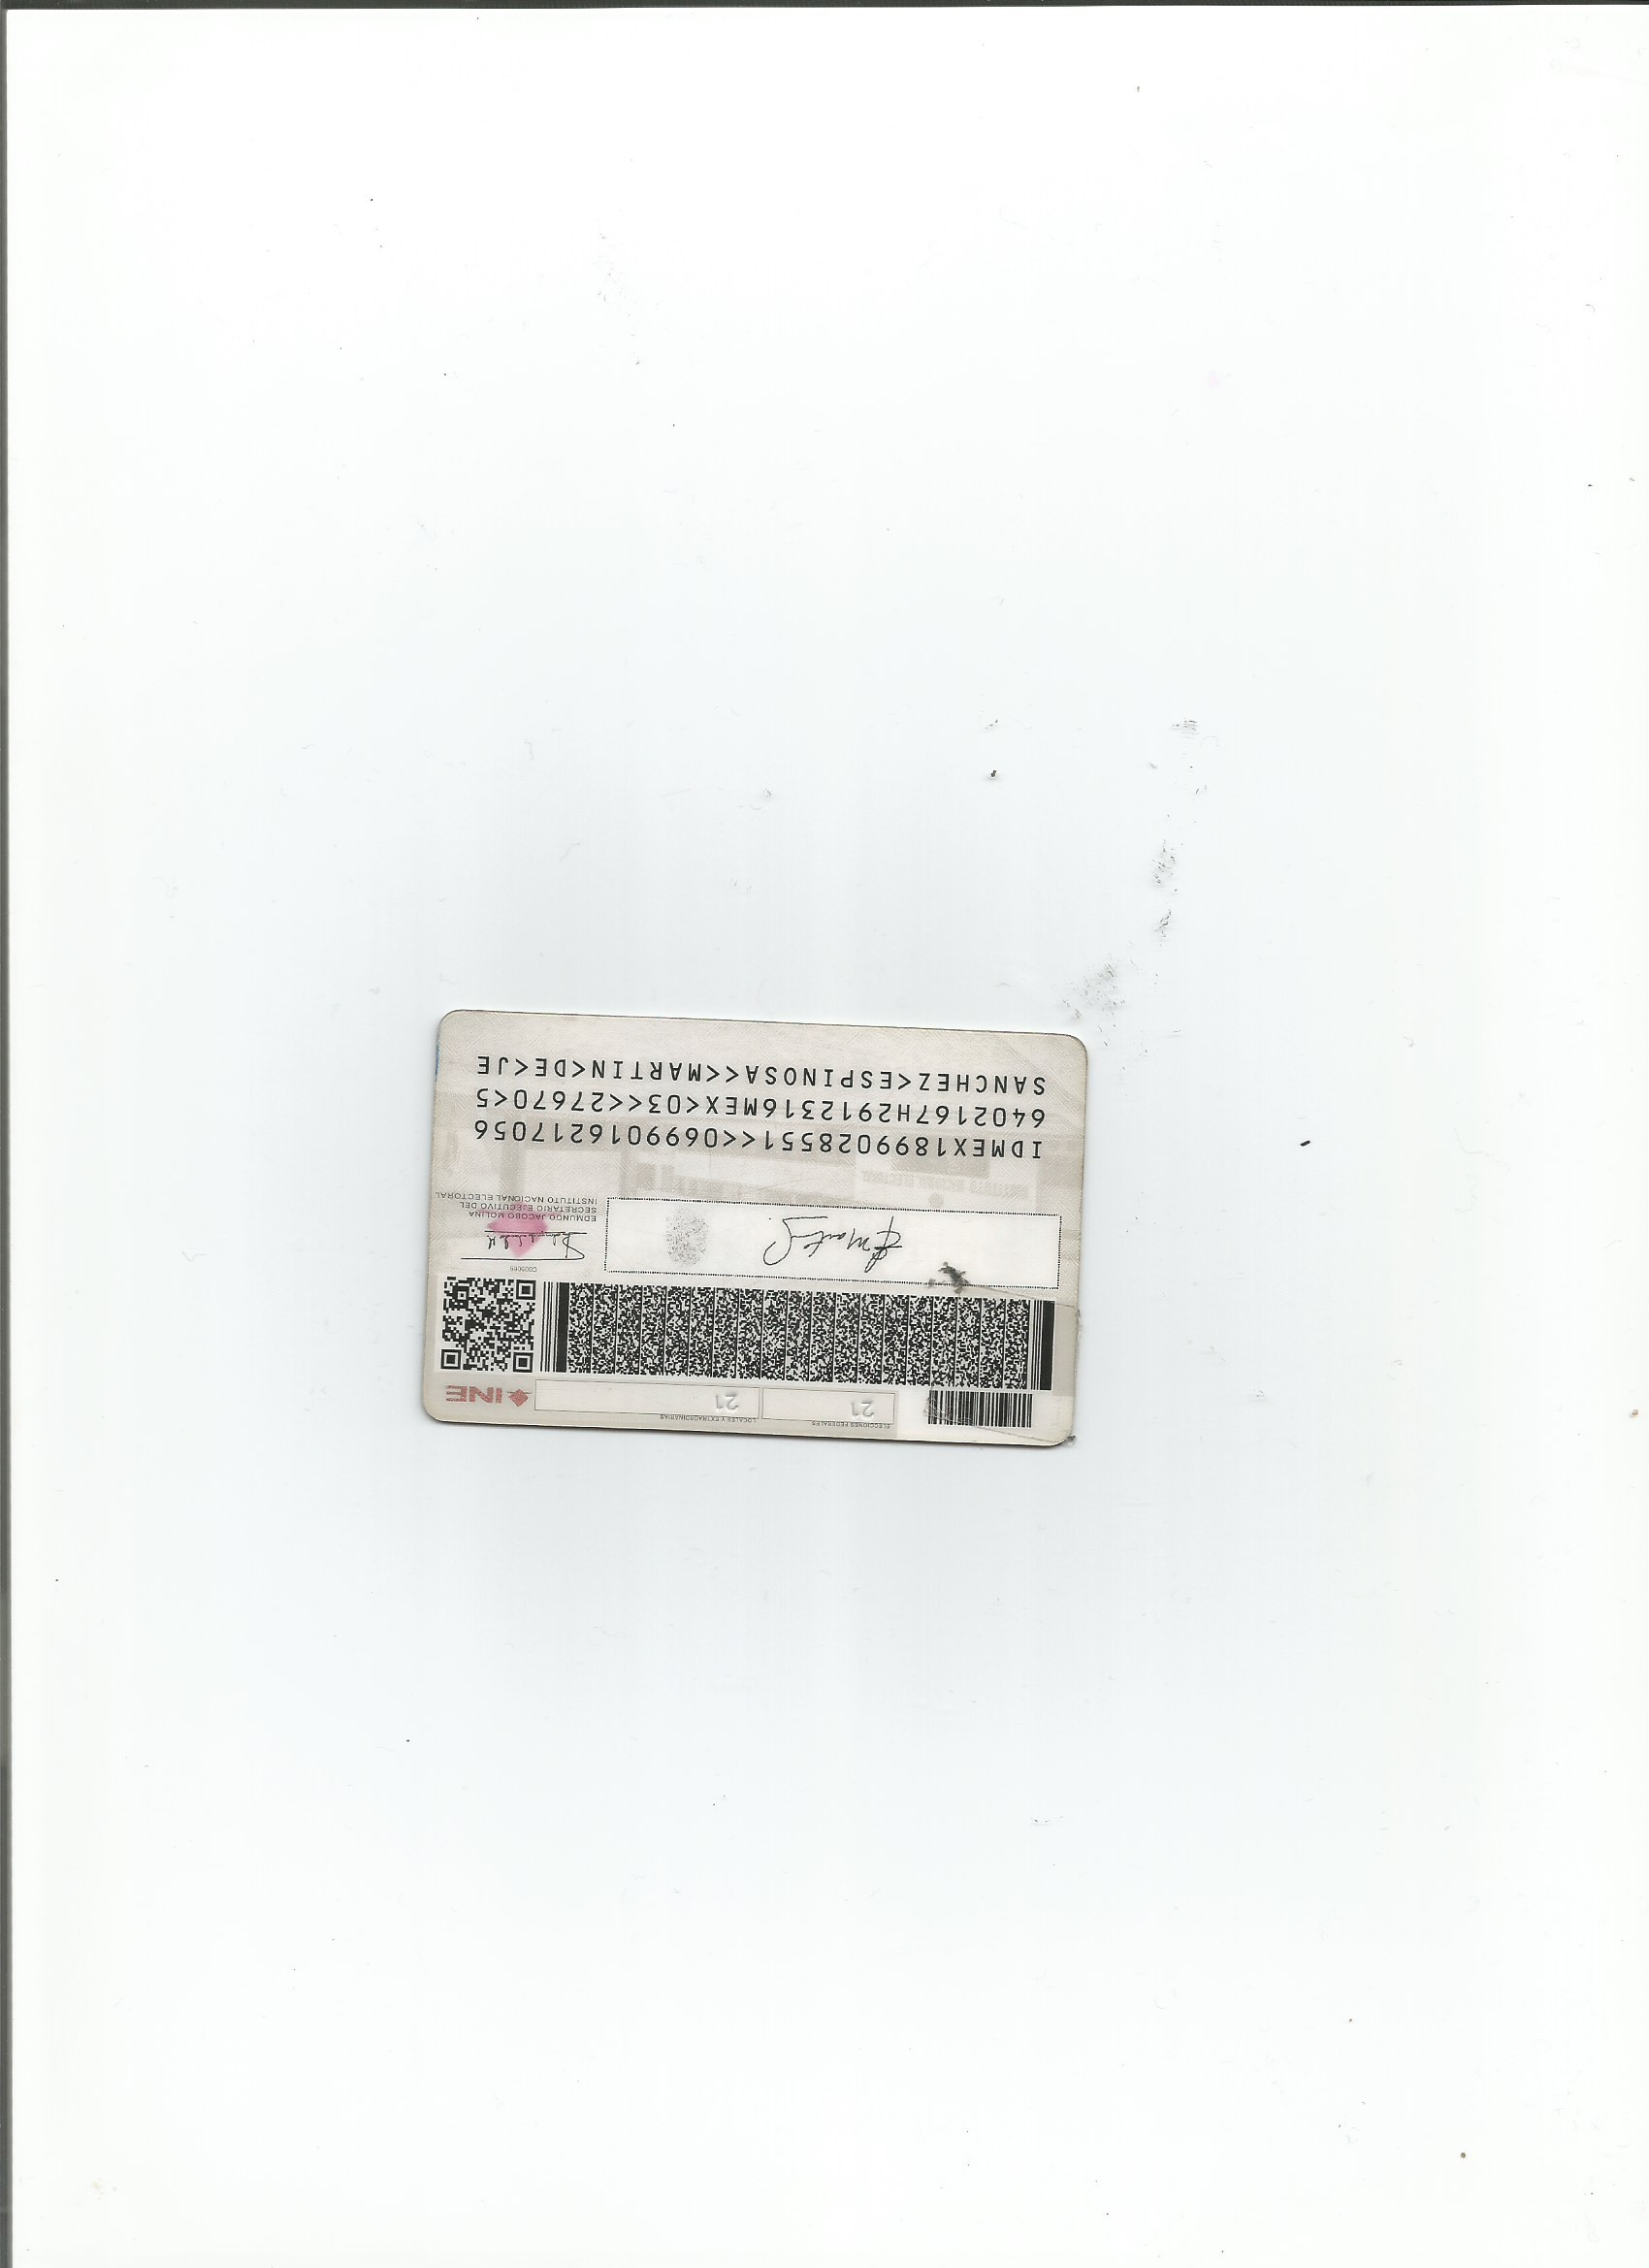 ELECCIONES FEDERALES
LOCALES Y EXTRAORDINARIAS
INE
21
21
EDMUNDO JACOBO MOLINA
SECRETARIO EJECUTIVO DEL
INSTITUTO NACIONAL ELECTORAL
IDMEX1899028551<<0699016217056
6402167H2912316MEX<03<<27670<5
SANCHEZ<ESPINOSA<<MARTIN<DE<JE